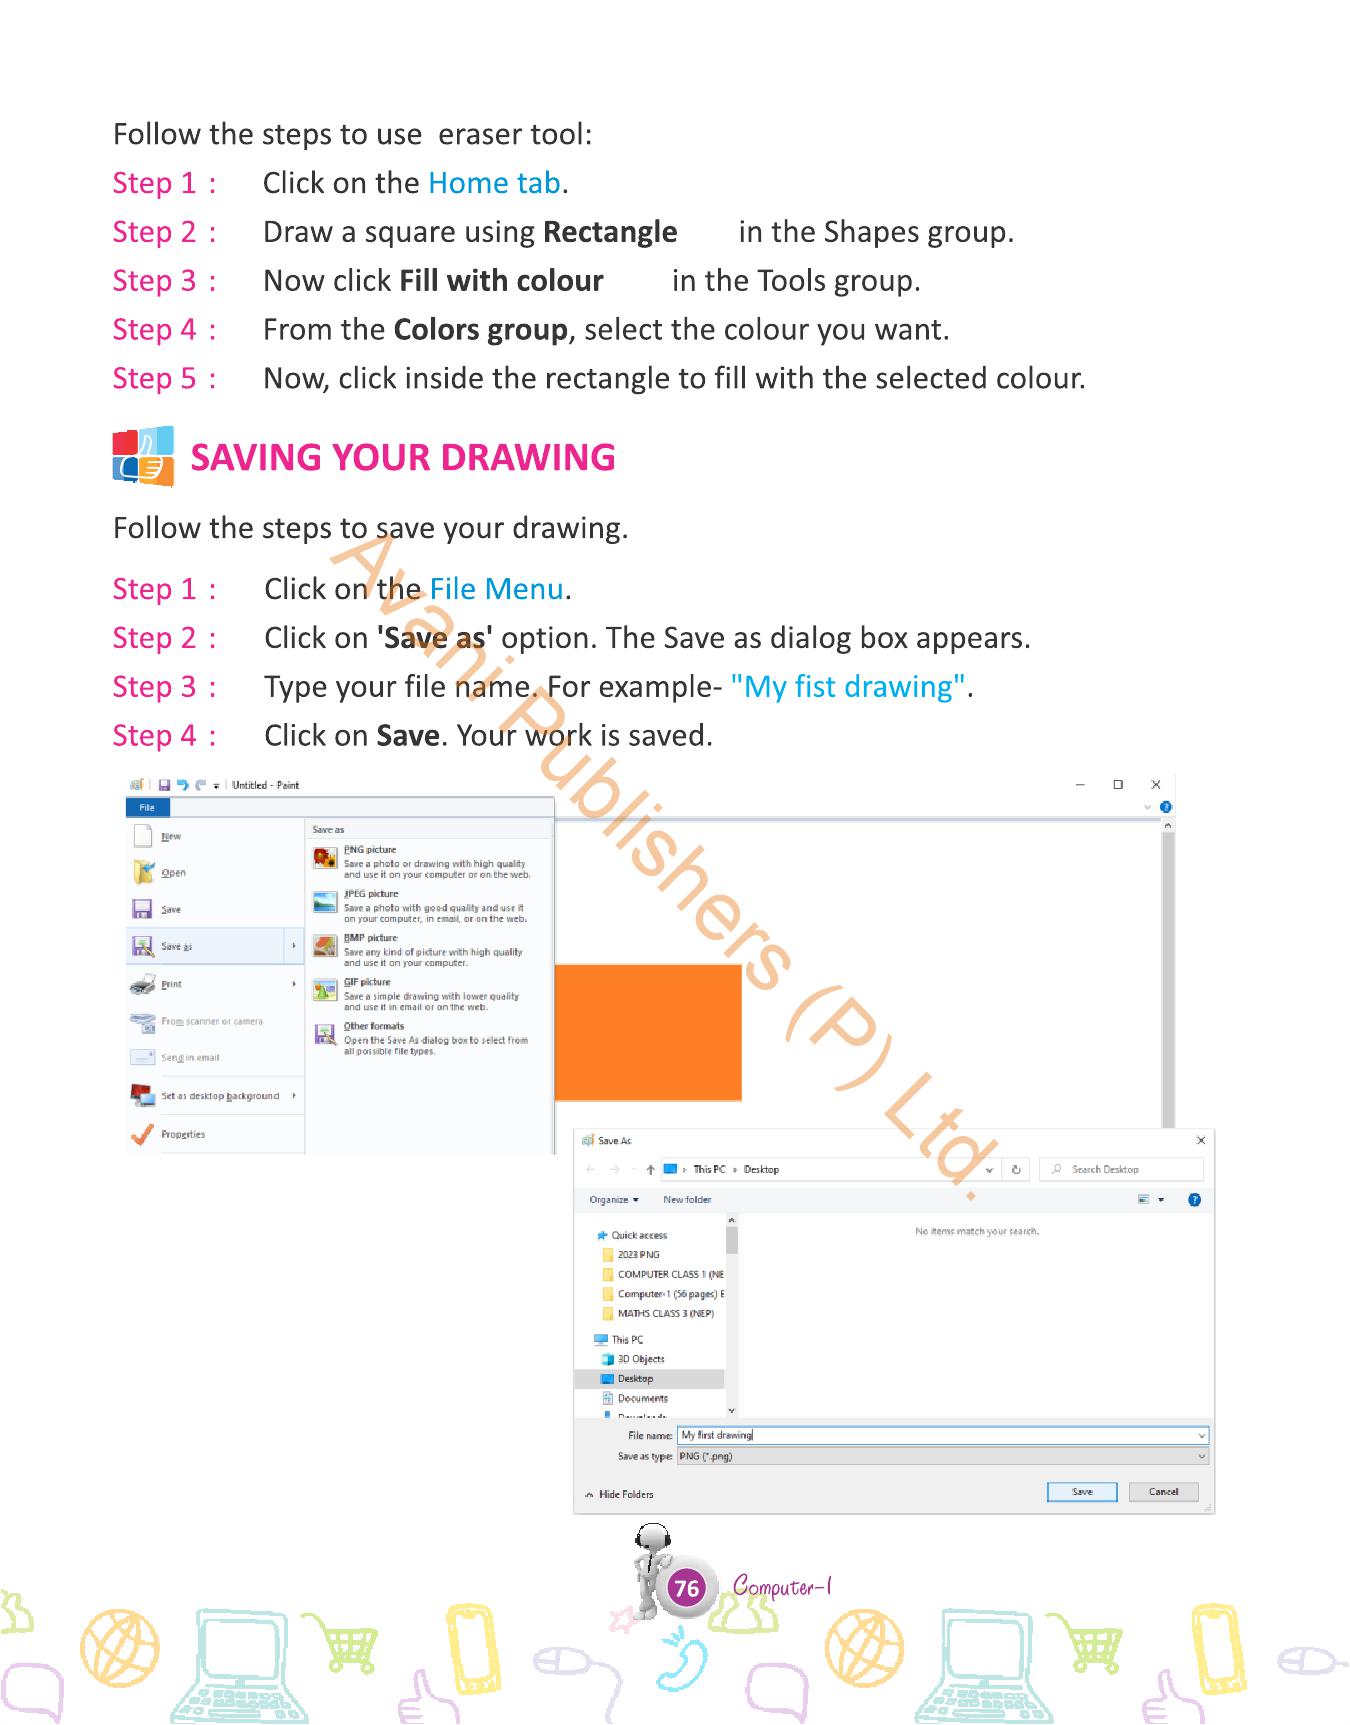 Follow the steps to use  eraser tool:
Step 1 : Click on the Home tab.
Step 2 : Draw a square using Rectangle in the Shapes group.
Step 3 : Now click Fill with colour in the Tools group.
Step 4 : From the Colors group, select the colour you want.
Step 5 : Now, click inside the rectangle to fill with the selected colour.
SAVING YOUR DRAWING
Follow the steps to save your drawing.
Step 1 : Click on the File Menu.
Step 2 : Click on 'Save as' option. The Save as dialog box appears.
Step 3 : Type your file name. For example- "My fist drawing".
Step 4 : Click on Save. Your work is saved.
Avani Publishers (P) Ltd.
Untitled - Paint
File
New
Open
Save
Save as
Print
From scanner or camera
Send in email
Set as desktop background
Properties
Save as
PNG picture
Save a photo or drawing with high quality
and use it on your computer or on the web.
JPEG picture
Save a photo with good quality and use it
on your computer, in email, or on the web.
BMP picture
Save any kind of picture with high quality
and use it on your computer.
GIF picture
Save a simple drawing with lower quality
and use it in email or on the web.
Other formats
Open the Save As dialog box to select from
all possible file types.
Save As
This PC Desktop
Search Desktop
Organize New folder
Quick access
2023 PNG
COMPUTER CLASS 1 (NE
Computer-1 (56 pages) E
MATHS CLASS 3 (NEP)
This PC
3D Objects
Desktop
Documents
Downloads
No items match your search.
File name: My first drawing
Save as type: PNG (*.png)
Hide Folders
Save Cancel
76 Computer-1